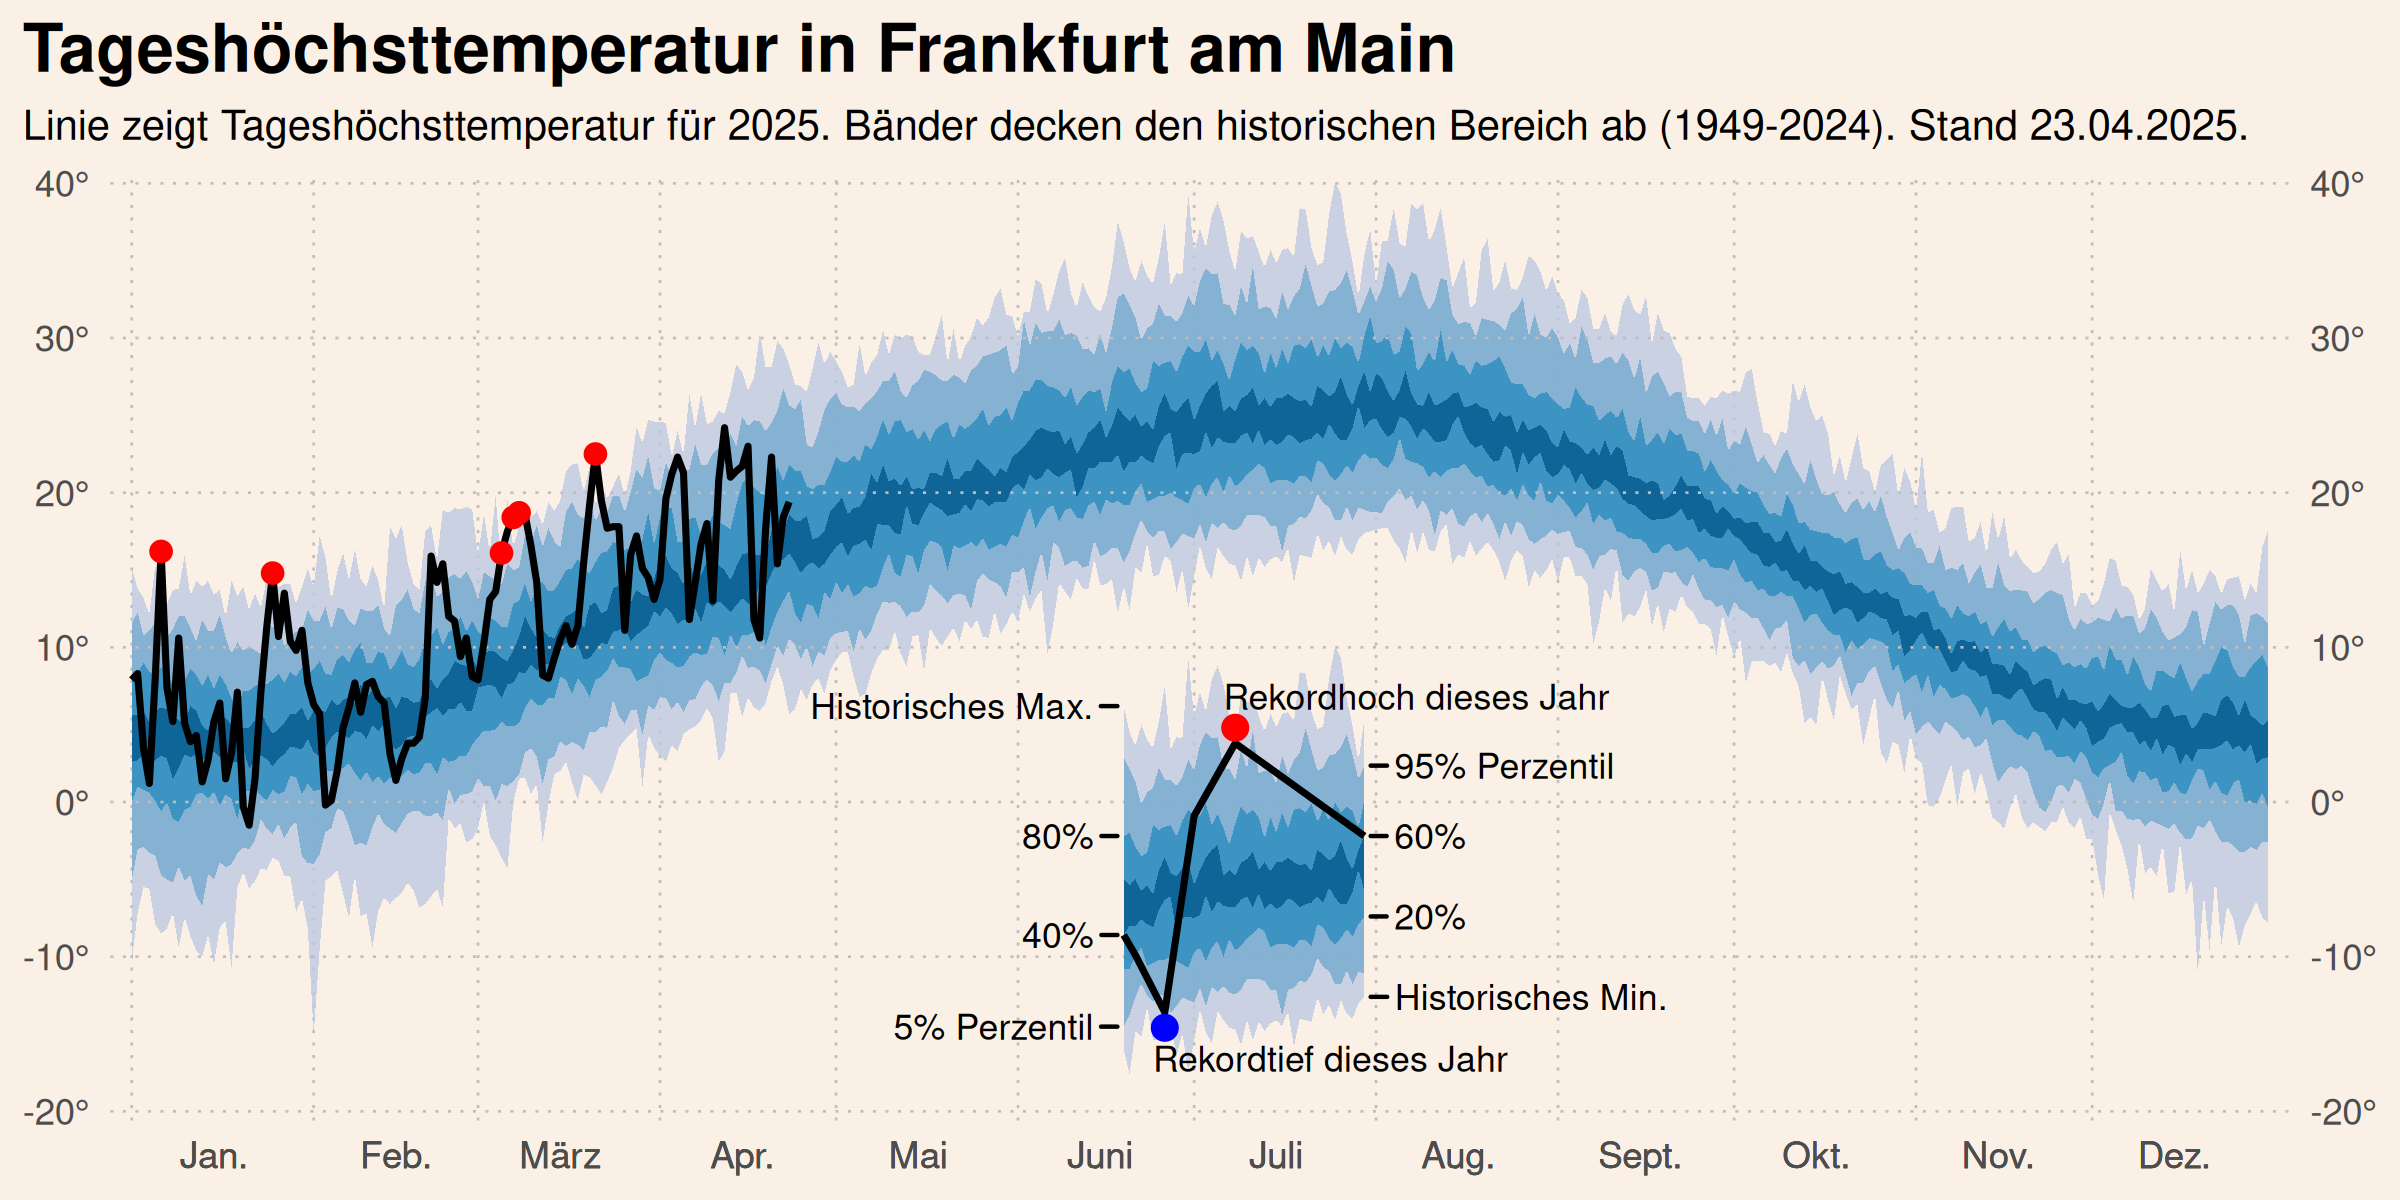 Tageshöchsttemperatur in Frankfurt am Main
Linie zeigt Tageshöchsttemperatur für 2025. Bänder decken den historischen Bereich ab (1949-2024). Stand 23.04.2025.
40° 40°
30° 30°
20° 20°
10° 10°
Historisches Max. Rekordhoch dieses Jahr
95% Perzentil
0° 0°
80% 60%
40% 20%
-10° -10°
Historisches Min.
5% Perzentil
Rekordtief dieses Jahr
-20° -20°
Jan. Feb. März Apr. Mai Juni Juli Aug. Sept. Okt. Nov. Dez.